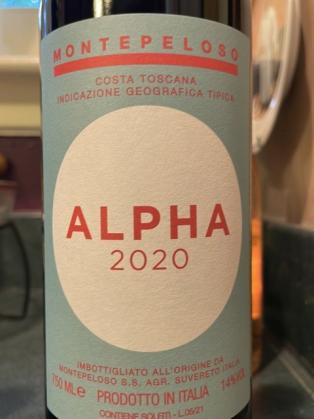 MONTEPELOSO
COSTA TOSCANA
INDICAZIONE GEOGRAFICA TIPICA
ALPHA
2020
IMBOTTIGLIATO ALL'ORIGINE DA
MONTEPELOSO S.S. AGR. SUVERETO ITALIA
750 ML e PRODOTTO IN ITALIA 14%VOL
CONTIENE SOLFITI - L.05/21